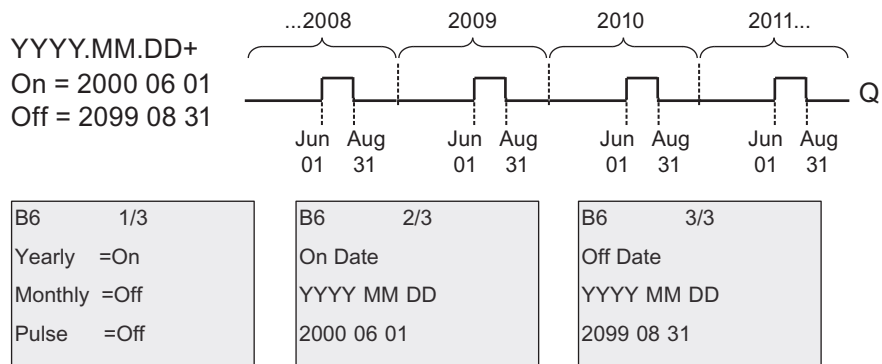 ...2008 2009 2010 2011...
YYYY.MM.DD+
On = 2000 06 01
Off = 2099 08 31
Q
Jun Aug Jun Aug Jun Aug Jun Aug
01 31 01 31 01 31 01 31
B6 1/3
Yearly =On
Monthly =Off
Pulse =Off
B6 2/3
On Date
YYYY MM DD
2000 06 01
B6 3/3
Off Date
YYYY MM DD
2099 08 31